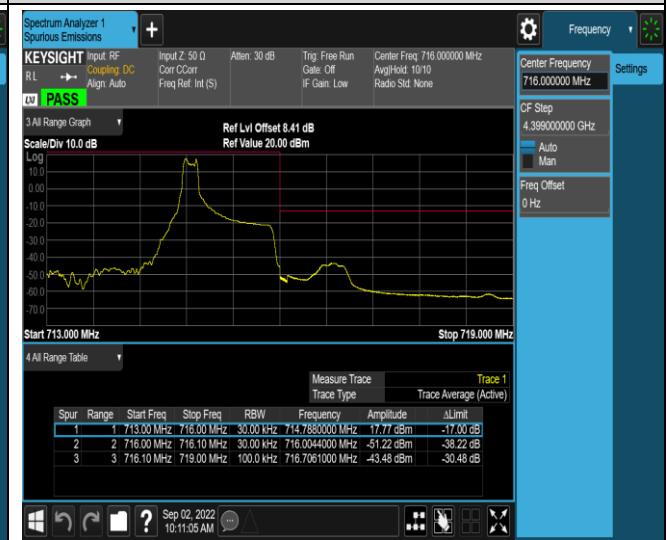 Spectrum Analyzer 1
Spurious Emissions
+
Frequency
KEYSIGHT Input: RF Input Z: 50 Ω Atten: 30 dB Trig: Free Run Center Freq: 716.000000 MHz
RL Coupling: DC Corr CCorr Gate: Off Avg|Hold: 10/10
Align: Auto Freq Ref: Int (S) IF Gain: Low Radio Std: None
LXI PASS
Center Frequency
716.000000 MHz
Settings
CF Step
4.399000000 GHz
Auto
Man
Freq Offset
0 Hz
3 All Range Graph
Ref Lvl Offset 8.41 dB
Scale/Div 10.0 dB Ref Value 20.00 dBm
Log
10.0
0.00
-10.0
-20.0
-30.0
-40.0
-50.0
-60.0
-70.0
Start 713.000 MHz Stop 719.000 MHz
4 All Range Table
Measure Trace Trace 1
Trace Type Trace Average (Active)
Spur Range Start Freq Stop Freq RBW Frequency Amplitude ΔLimit
1 1 713.00 MHz 716.00 MHz 30.00 kHz 714.7880000 MHz 17.77 dBm -17.00 dB
2 2 716.00 MHz 716.10 MHz 30.00 kHz 716.0044000 MHz -51.22 dBm -38.22 dB
3 3 716.10 MHz 719.00 MHz 100.0 kHz 716.7061000 MHz -43.48 dBm -30.48 dB
?
Sep 02, 2022
10:11:05 AM